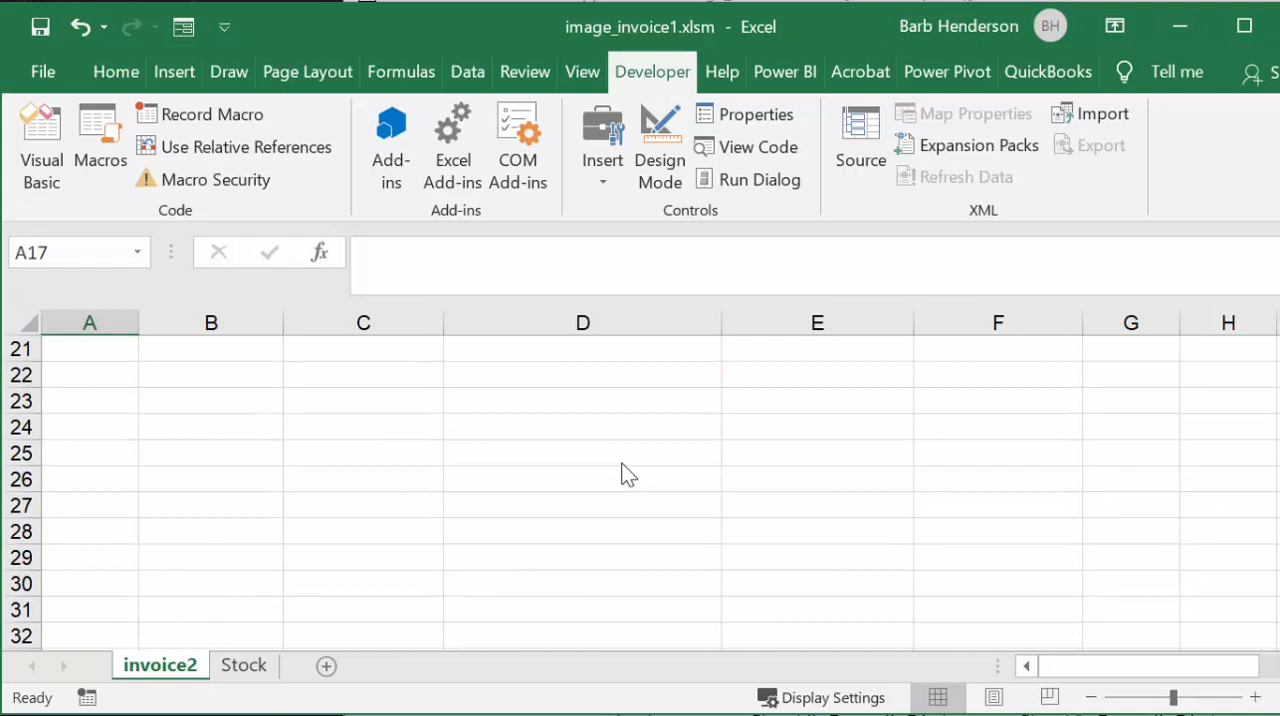 image_invoice1.xlsm - Excel
Barb Henderson
BH
File Home Insert Draw Page Layout Formulas Data Review View Developer Help Power BI Acrobat Power Pivot QuickBooks Tell me S
Visual Basic
Macros
Record Macro
Use Relative References
Macro Security
Code
Add-ins
Excel Add-ins
COM Add-ins
Add-ins
Insert
Design Mode
Properties
View Code
Run Dialog
Controls
Source
Map Properties
Expansion Packs
Refresh Data
Import
Export
XML
A17
fx
A B C D E F G H
21
22
23
24
25
26
27
28
29
30
31
32
invoice2 Stock
Ready
Display Settings